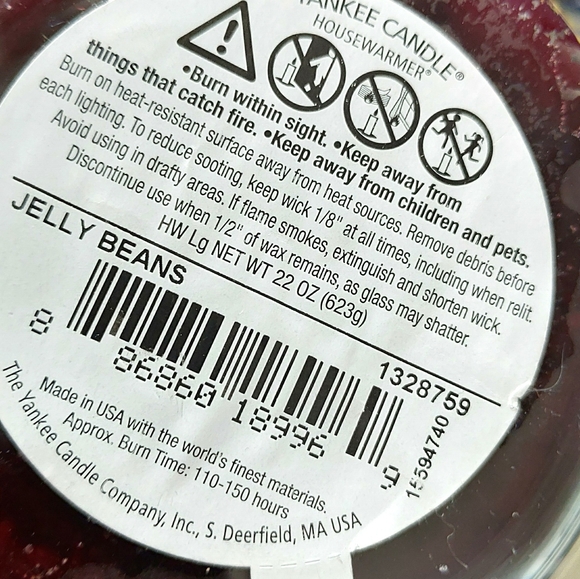 YANKEE CANDLE®
HOUSEWARMER®
•Burn within sight. •Keep away from
things that catch fire. •Keep away from children and pets.
Burn on heat-resistant surface away from heat sources. Remove debris before
each lighting. To reduce sooting, keep wick 1/8" at all times, including when relit.
Avoid using in drafty areas. If flame smokes, extinguish and shorten wick.
Discontinue use when 1/2" of wax remains, as glass may shatter.
HW Lg NET WT 22 OZ (623g)
JELLY BEANS
1328759
8 86860 18996 9
Made in USA with the world's finest materials.
Approx. Burn Time: 110-150 hours
The Yankee Candle Company, Inc., S. Deerfield, MA USA